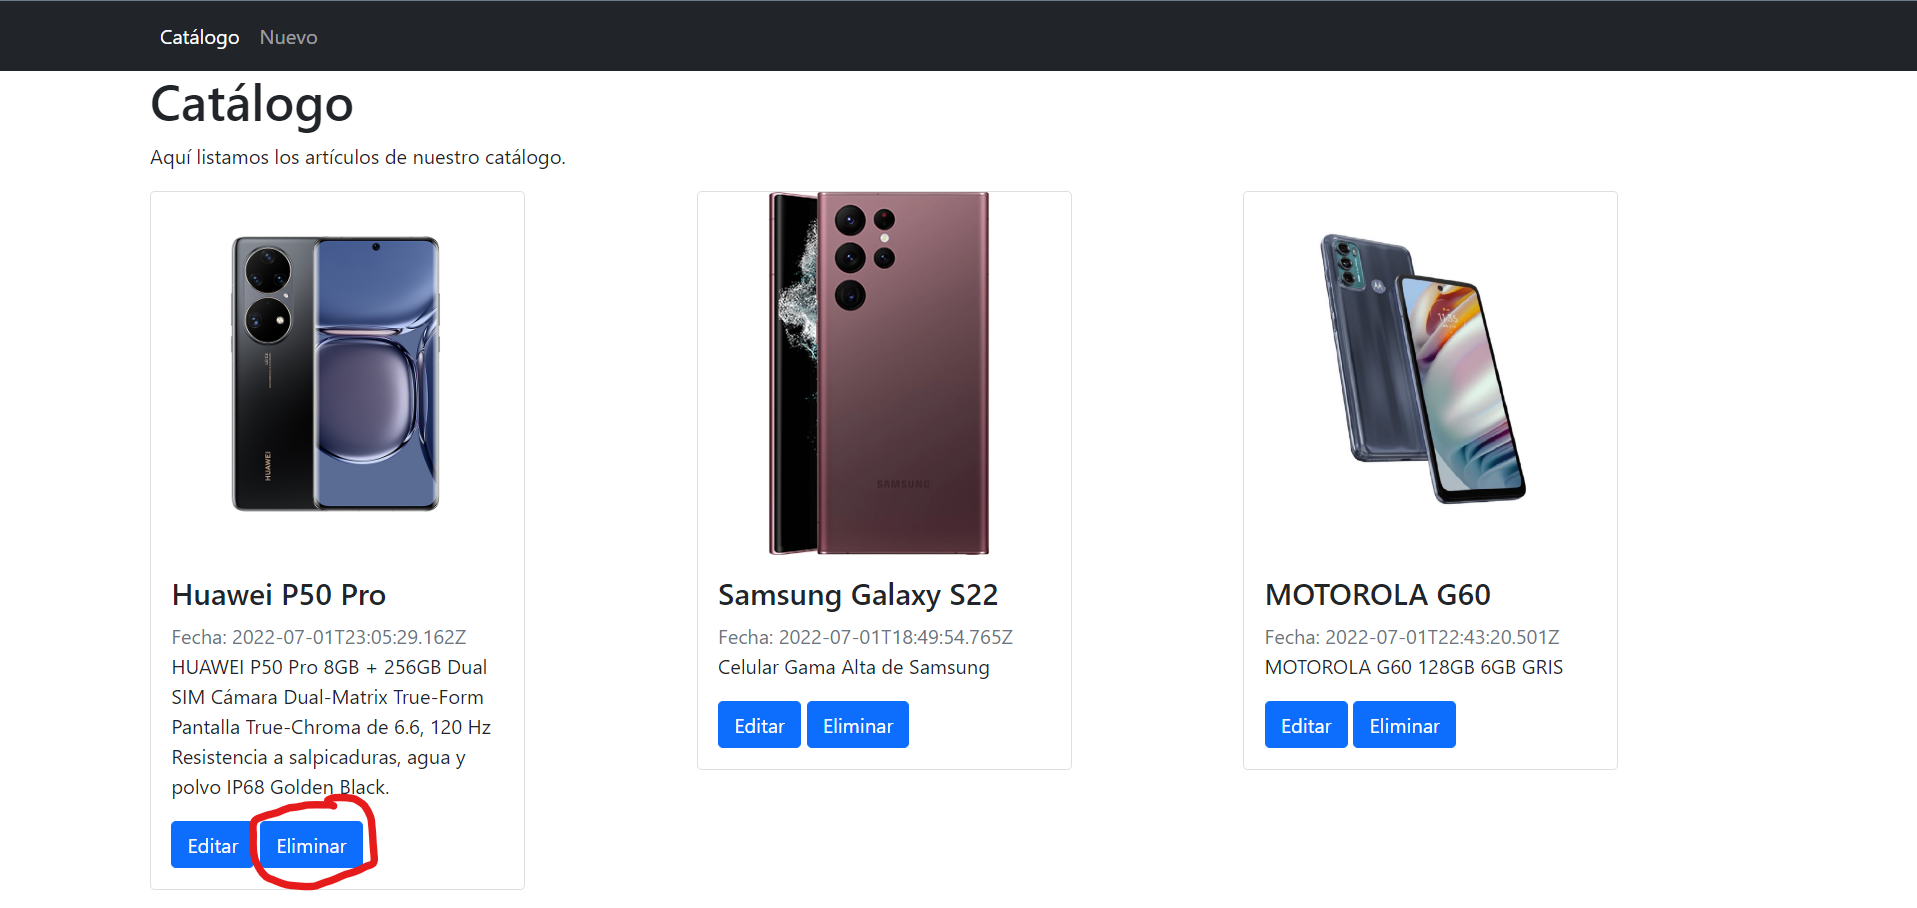 Catálogo Nuevo
Catálogo
Aquí listamos los artículos de nuestro catálogo.
HUAWEI
Huawei P50 Pro
Fecha: 2022-07-01T23:05:29.162Z
HUAWEI P50 Pro 8GB + 256GB Dual
SIM Cámara Dual-Matrix True-Form
Pantalla True-Chroma de 6.6, 120 Hz
Resistencia a salpicaduras, agua y
polvo IP68 Golden Black.
Editar Eliminar
SAMSUNG
Samsung Galaxy S22
Fecha: 2022-07-01T18:49:54.765Z
Celular Gama Alta de Samsung
Editar Eliminar
MOTOROLA G60
Fecha: 2022-07-01T22:43:20.501Z
MOTOROLA G60 128GB 6GB GRIS
Editar Eliminar